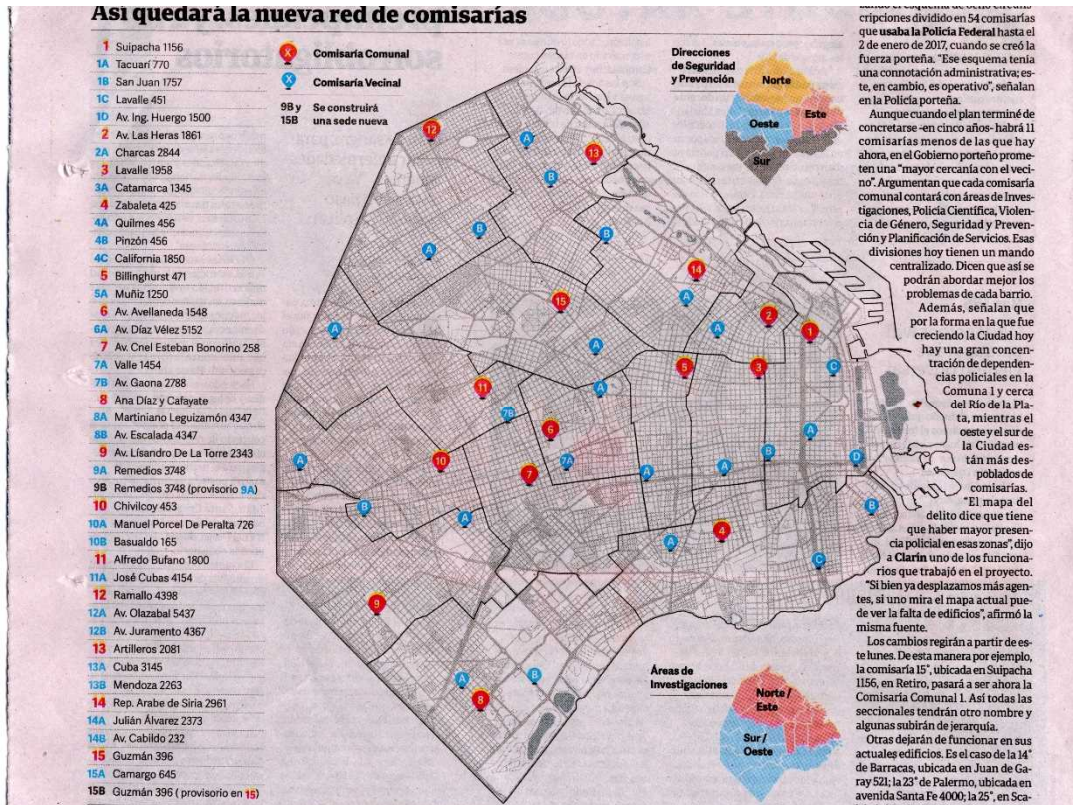 Así quedará la nueva red de comisarías
1 Suipacha 1156
1A Tacuarí 770
1B San Juan 1757
1C Lavalle 451
1D Av. Ing. Huergo 1500
2 Av. Las Heras 1861
2A Charcas 2844
3 Lavalle 1958
3A Catamarca 1345
4 Zabaleta 425
4A Quilmes 456
4B Pinzón 456
4C California 1850
5 Billinghurst 471
5A Muñiz 1250
6 Av. Avellaneda 1548
6A Av. Díaz Vélez 5152
7 Av. Cnel Esteban Bonorino 258
7A Valle 1454
7B Av. Gaona 2788
8 Ana Díaz y Cafayate
8A Martiniano Leguizamón 4347
8B Av. Escalada 4347
9 Av. Lísandro De La Torre 2343
9A Remedios 3748
9B Remedios 3748 (provisorio 9A)
10 Chivilcoy 453
10A Manuel Porcel De Peralta 726
10B Basualdo 165
11 Alfredo Bufano 1800
11A José Cubas 4154
12 Ramallo 4398
12A Av. Olazabal 5437
12B Av. Juramento 4367
13 Artilleros 2081
13A Cuba 3145
13B Mendoza 2263
14 Rep. Arabe de Siria 2961
14A Julián Álvarez 2373
14B Av. Cabildo 232
15 Guzmán 396
15A Camargo 645
15B Guzmán 396 ( provisorio en 15)
X Comisaría Comunal
X Comisaría Vecinal
9B y Se construirá
15B una sede nueva
Direcciones
de Seguridad
y Prevención
Norte
Oeste
Este
Sur
12
A
13
B
B
B
A
14
15
A
2
A
1
A
A
5
3
C
11
A
7B
6
A
10
A
7A
7
A
A
B
D
B
A
B
A
4
C
9
A
B
8
Áreas de
Investigaciones
Norte /
Este
Sur /
Oeste
cripciones dividido en 54 comisarías
que usaba la Policía Federal hasta el
2 de enero de 2017, cuando se creó la
fuerza porteña. "Ese esquema tenía
una connotación administrativa; es-
te, en cambio, es operativo", señalan
en la Policía porteña.
Aunque cuando el plan terminé de
concretarse -en cinco años- habrá 11
comisarías menos de las que hay
ahora, en el Gobierno porteño prome-
ten una "mayor cercanía con el veci-
no". Argumentan que cada comisaría
comunal contará con áreas de Inves-
tigaciones, Policía Científica, Violen-
cia de Género, Seguridad y Preven-
ción y Planificación de Servicios. Esas
divisiones hoy tienen un mando
centralizado. Dicen que así se
podrán abordar mejor los
problemas de cada barrio.
Además, señalan que
por la forma en la que fue
creciendo la Ciudad hoy
hay una gran concen-
tración de dependen-
cias policiales en la
Comuna 1 y cerca
del Río de la Pla-
ta, mientras el
oeste y el sur de
la Ciudad es-
tán más des-
poblados de
comisarías.
"El mapa del
delito dice que tiene
que haber mayor presen-
cia policial en esas zonas", dijo
a Clarín uno de los funciona-
rios que trabajó en el proyecto.
"Si bien ya desplazamos más agen-
tes, si uno mira el mapa actual pue-
de ver la falta de edificios", afirmó la
misma fuente.
Los cambios regirán a partir de es-
te lunes. De esta manera por ejemplo,
la comisaría 15ª, ubicada en Suipacha
1156, en Retiro, pasará a ser ahora la
Comisaría Comunal 1. Así todas las
seccionales tendrán otro nombre y
algunas subirán de jerarquía.
Otras dejarán de funcionar en sus
actuales edificios. Es el caso de la 14ª
de Barracas, ubicada en Juan de Ga-
ray 521; la 23ª de Palermo, ubicada en
avenida Santa Fe 4000; la 25ª, en Sca-